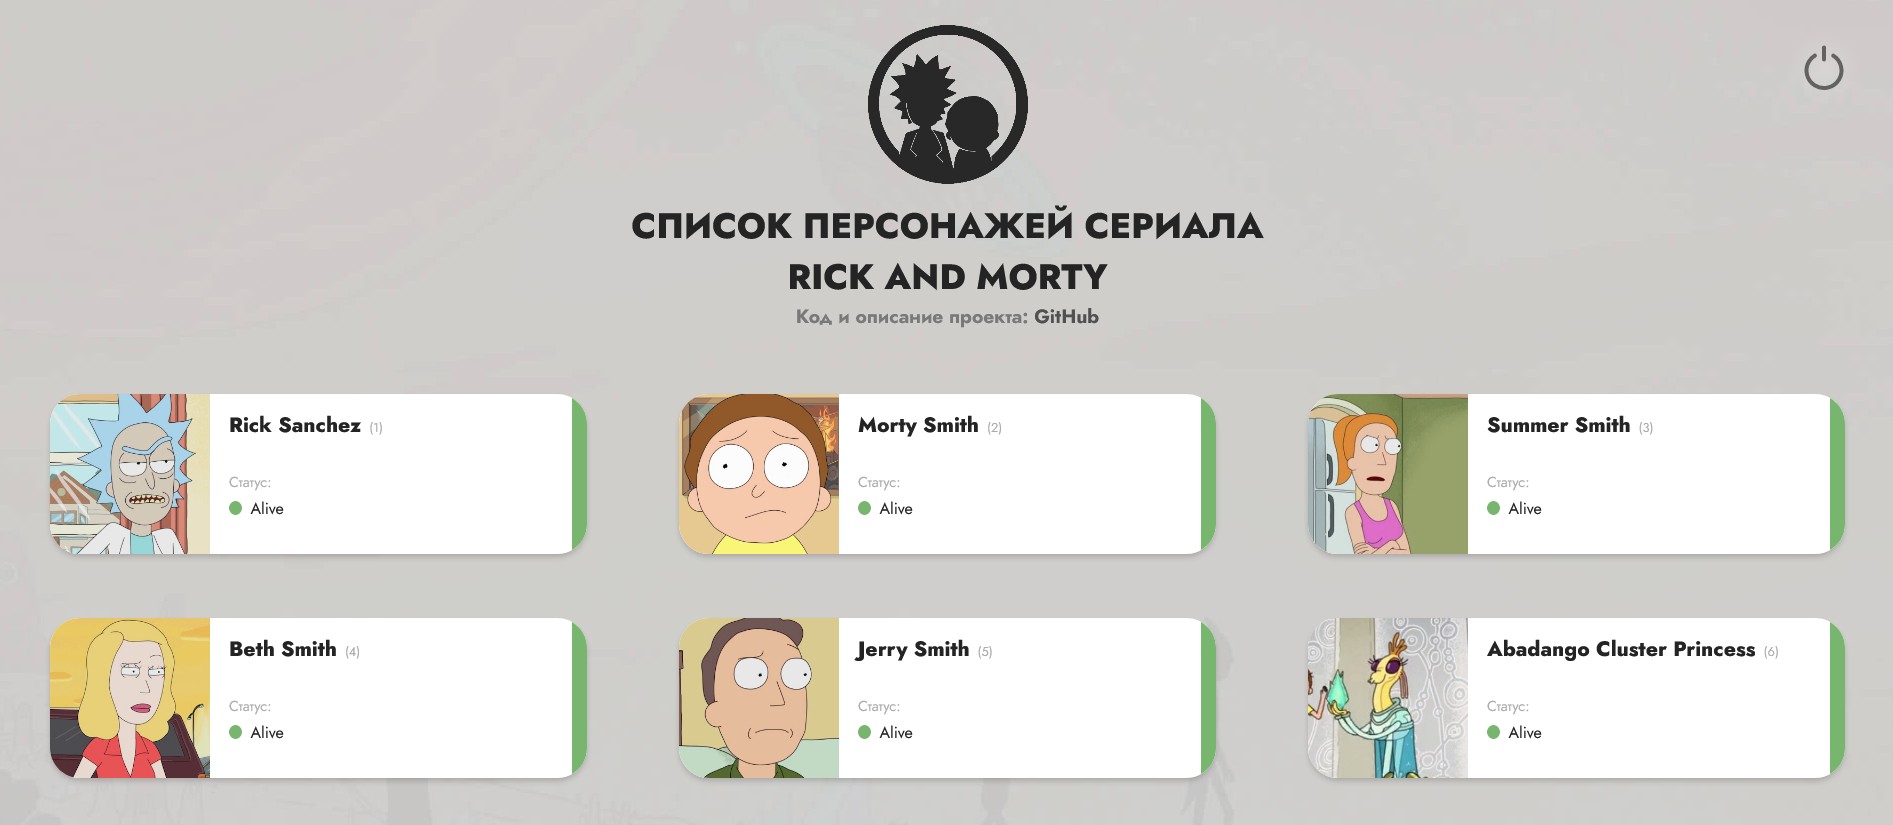 СПИСОК ПЕРСОНАЖЕЙ СЕРИАЛА
RICK AND MORTY
Код и описание проекта: GitHub
Rick Sanchez (1)
Статус:
Alive
Morty Smith (2)
Статус:
Alive
Summer Smith (3)
Статус:
Alive
Beth Smith (4)
Статус:
Alive
Jerry Smith (5)
Статус:
Alive
Abadango Cluster Princess (6)
Статус:
Alive